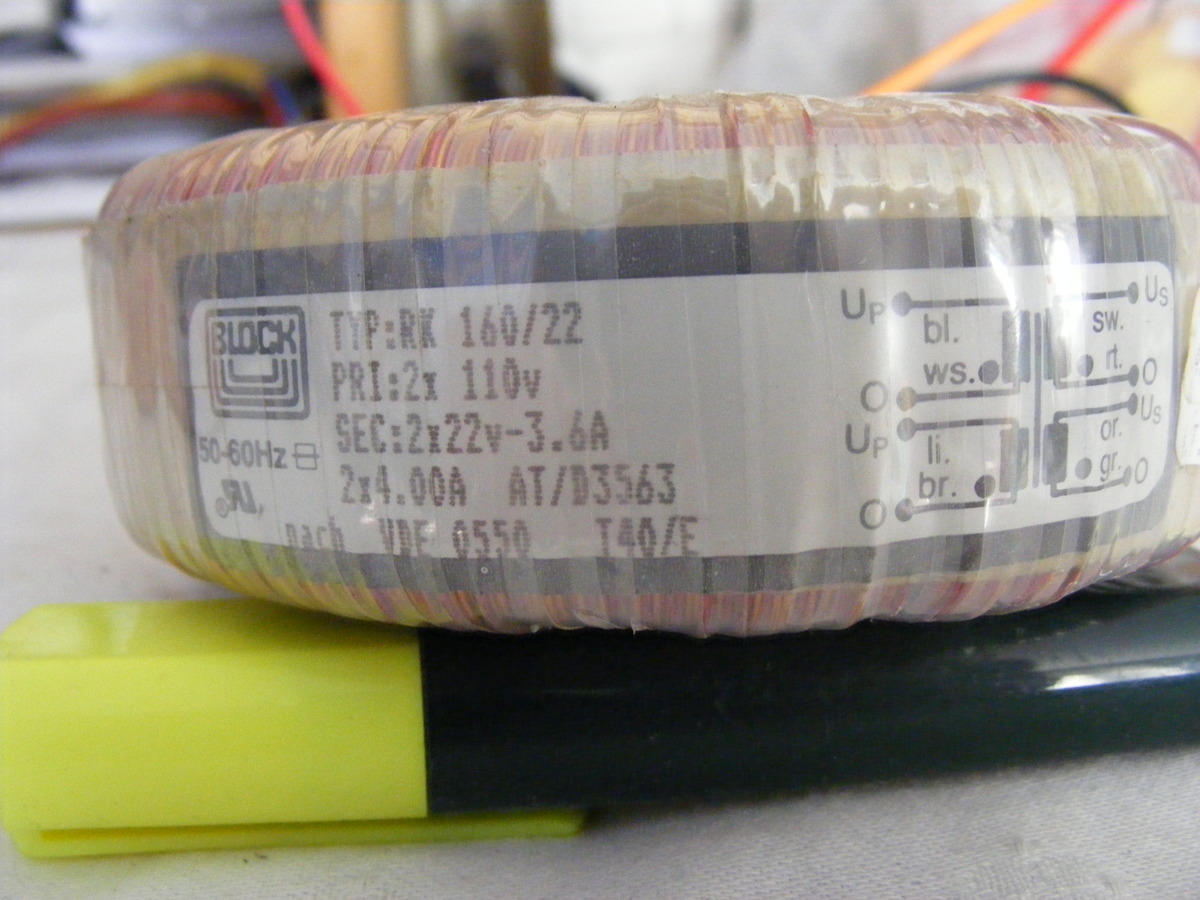 BLOCK
50-60Hz
TYP:RK 160/22
PRI:2x 110v
SEC:2x22v-3.6A
2x4.00A AT/D3563
nach VDE 0550 T40/E
UP
bl.
ws.
O
UP
li.
br.
O
US
sw.
rt.
O
US
or.
gr.
O